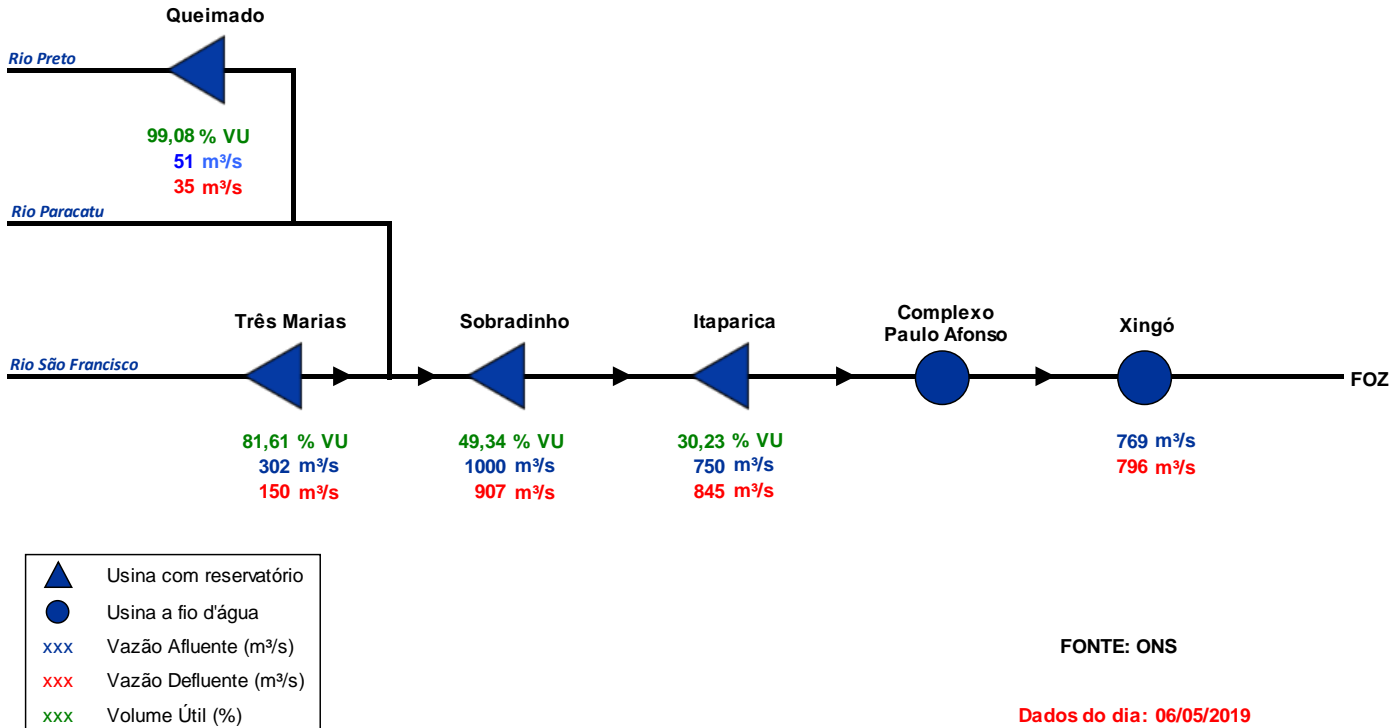 Queimado
Rio Preto
99,08 % VU
51 m³/s
35 m³/s
Rio Paracatu
Três Marias
Sobradinho
Itaparica
Complexo
Paulo Afonso
Xingó
Rio São Francisco
FOZ
81,61 % VU
302 m³/s
150 m³/s
49,34 % VU
1000 m³/s
907 m³/s
30,23 % VU
750 m³/s
845 m³/s
769 m³/s
796 m³/s
Usina com reservatório
Usina a fio d'água
xxx Vazão Afluente (m³/s)
xxx Vazão Defluente (m³/s)
xxx Volume Útil (%)
FONTE: ONS
Dados do dia: 06/05/2019